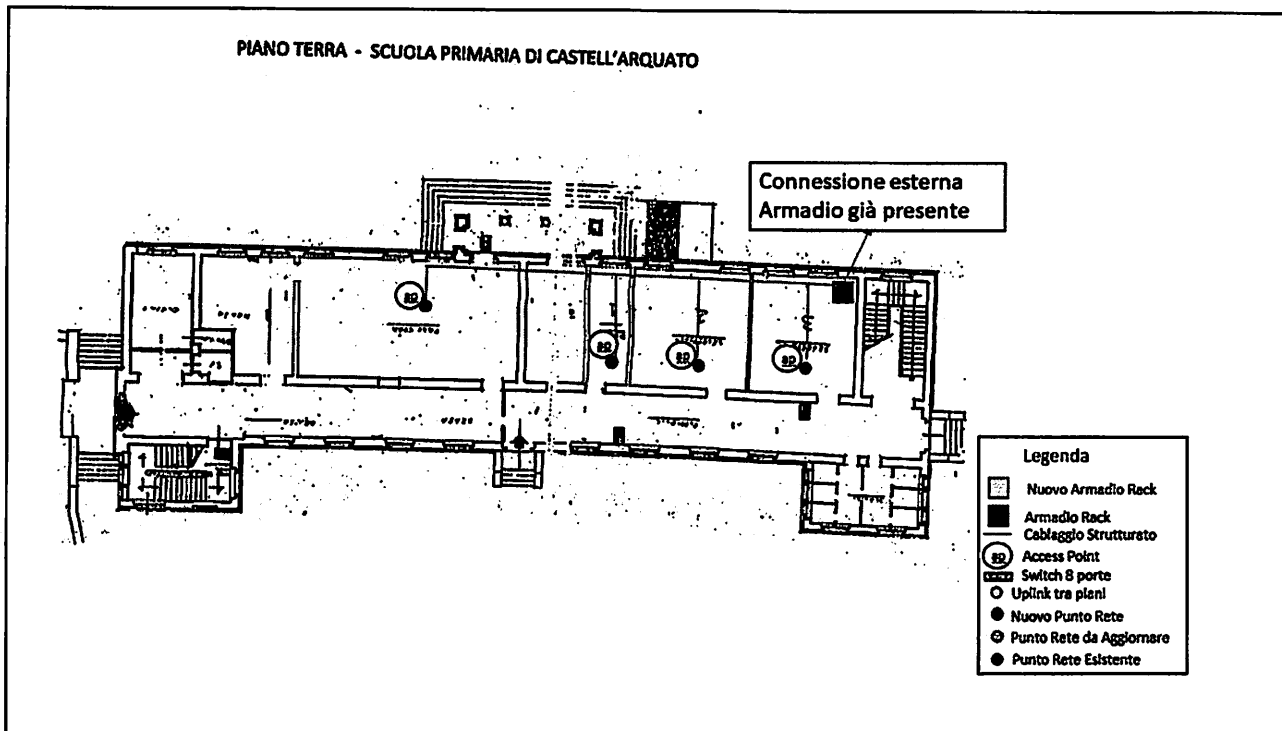 PIANO TERRA - SCUOLA PRIMARIA DI CASTELL'ARQUATO
Connessione esterna
Armadio già presente
Legenda
Nuovo Armadio Rack
Armadio Rack
Cablaggio Strutturato
Access Point
Switch 8 porte
Uplink tra piani
Nuovo Punto Rete
Punto Rete da Aggiornare
Punto Rete Esistente